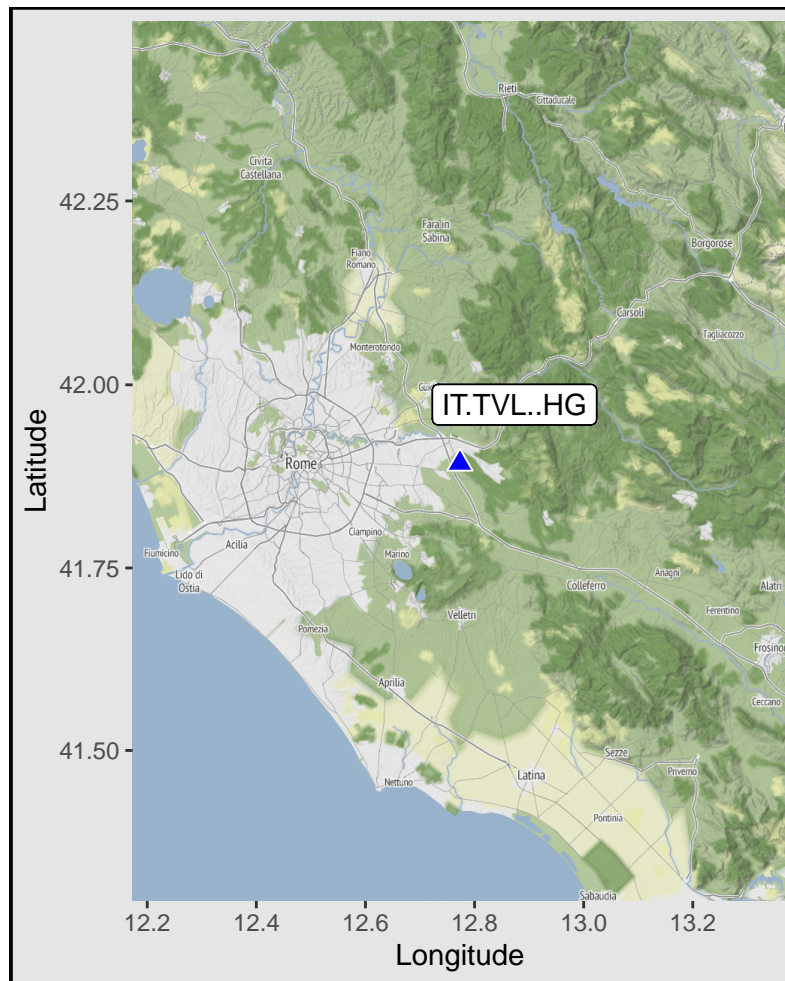 Rieti
Cittaducale
Civita
Castellana
42.25
Fara in
Sabina
Borgorose
Fiano
Romano
Carsoli
Tagliacozzo
Monterotondo
42.00
IT.TVL..HG
Latitude
Rome
Ciampino
Fiumicino
Acilia
Marino
41.75
Lido di
Ostia
Colleferro
Anagni
Alatri
Velletri
Ferentino
Pomezia
Frosino
Aprilia
Ceccano
41.50
Sezze
Latina
Priverno
Nettuno
Pontinia
Sabaudia
12.2 12.4 12.6 12.8 13.0 13.2
Longitude